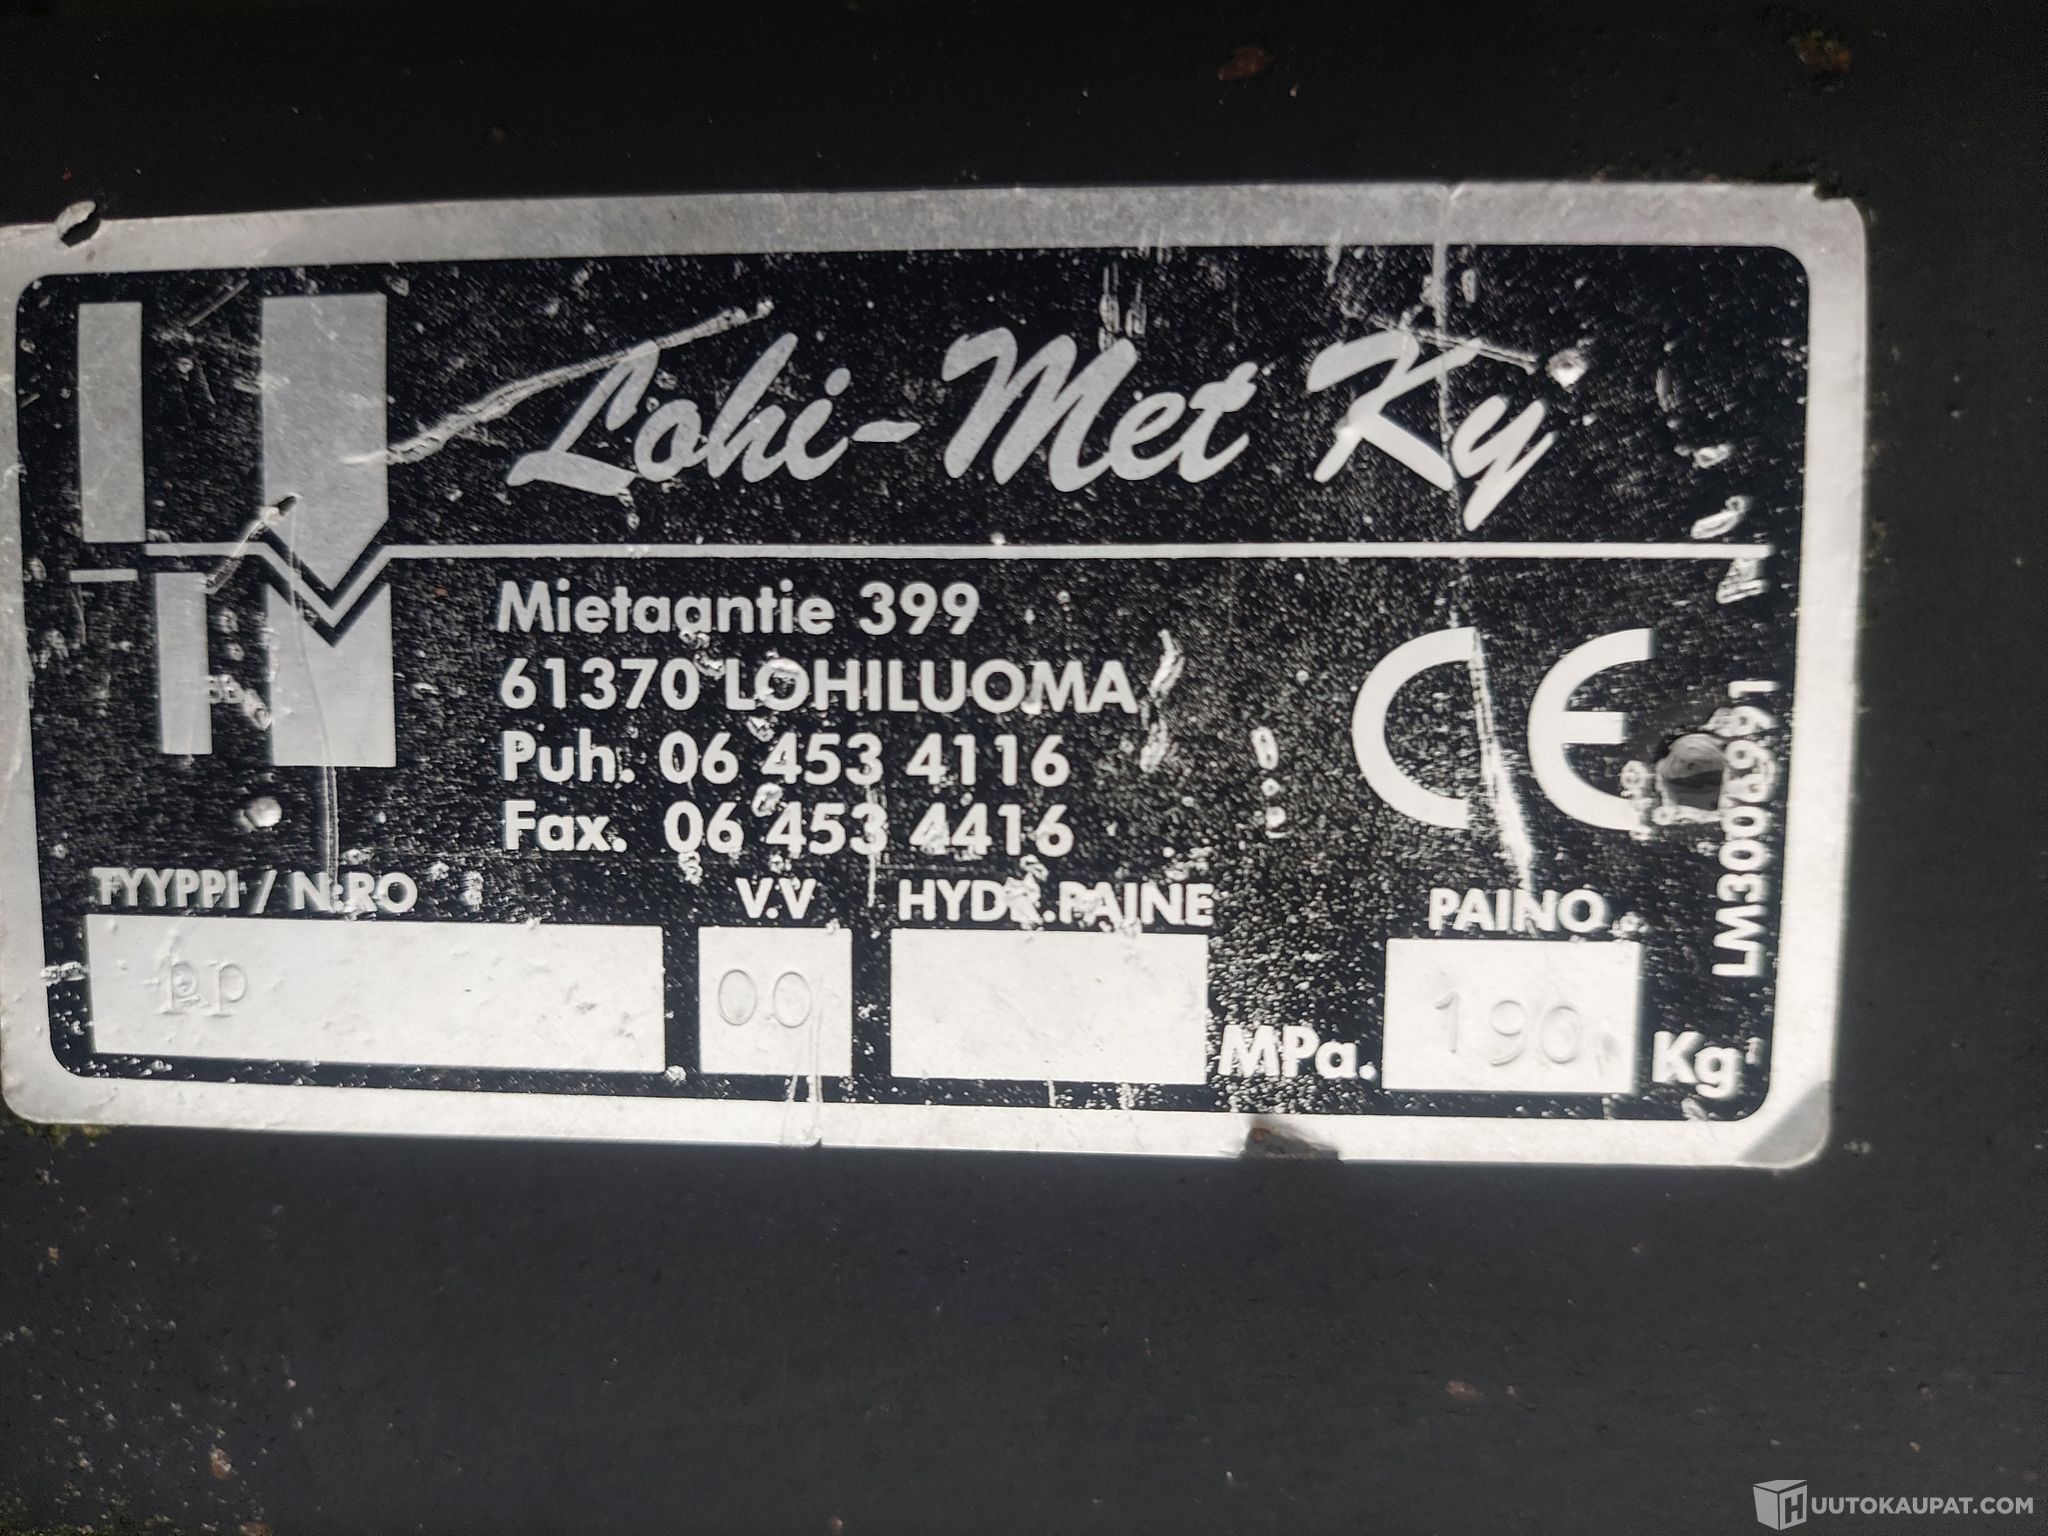 Lohi-Met Ky
Mietaantie 399
61370 LOHILUOMA
Puh. 06 453 4116
Fax. 06 453 4416
CE
LM3006991
TYYPPI / N:RO V.V HYDR.PAINE PAINO
pp 00 MPa. 190 Kg
HUUTOKAUPAT.COM